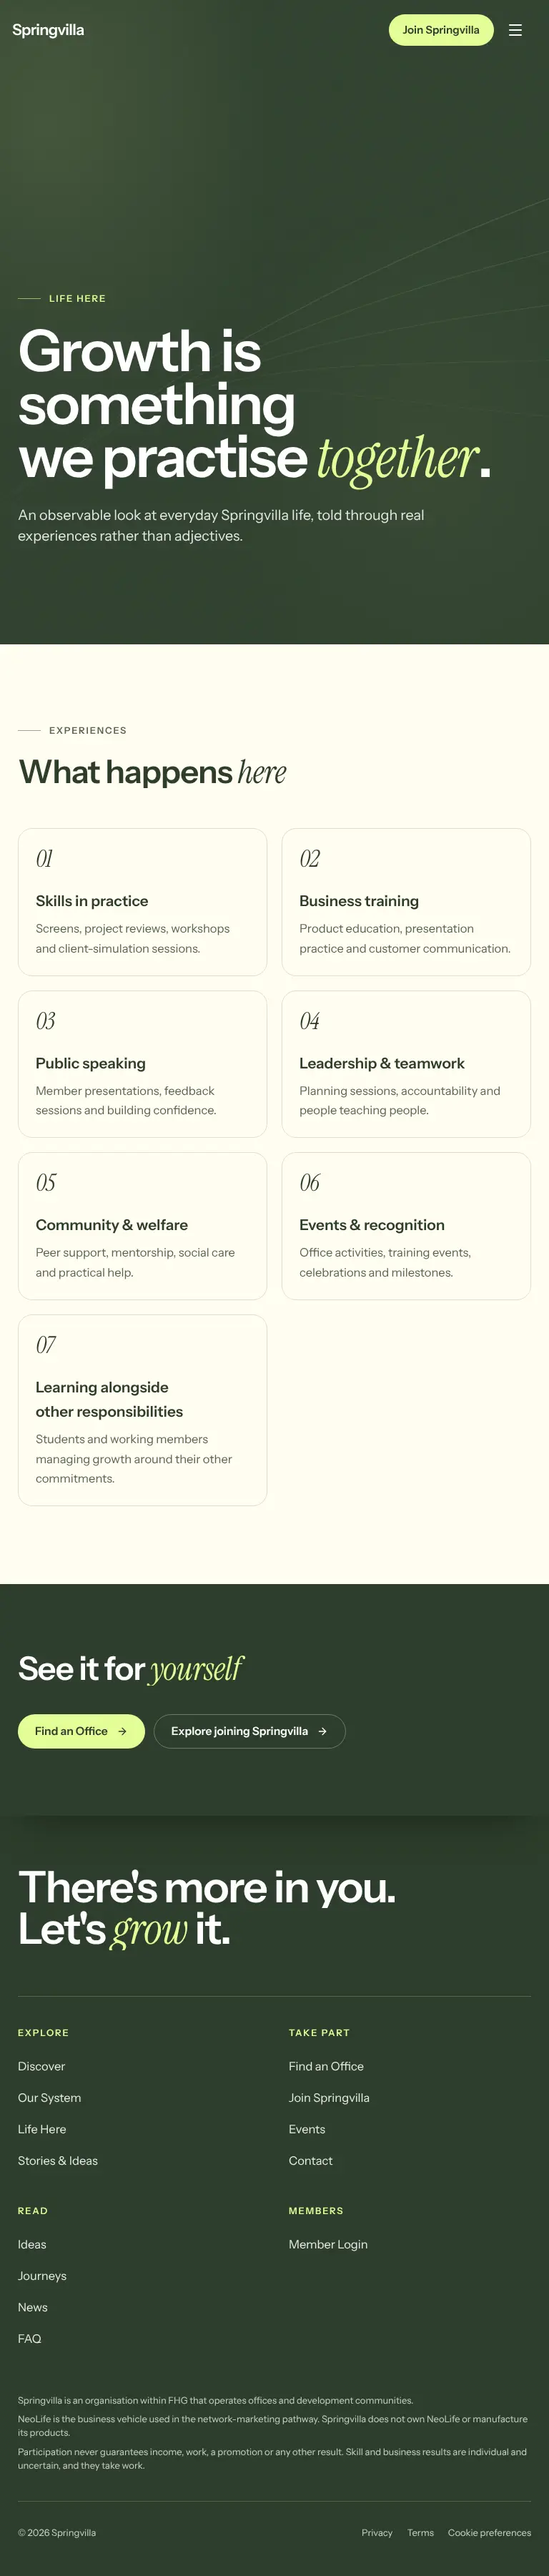 Springvilla
Join Springvilla
LIFE HERE
Growth is
something
we practise together.
An observable look at everyday Springvilla life, told through real
experiences rather than adjectives.
EXPERIENCES
What happens here
01
Skills in practice
Screens, project reviews, workshops
and client-simulation sessions.
02
Business training
Product education, presentation
practice and customer communication.
03
Public speaking
Member presentations, feedback
sessions and building confidence.
04
Leadership & teamwork
Planning sessions, accountability and
people teaching people.
05
Community & welfare
Peer support, mentorship, social care
and practical help.
06
Events & recognition
Office activities, training events,
celebrations and milestones.
07
Learning alongside
other responsibilities
Students and working members
managing growth around their other
commitments.
See it for yourself
Find an Office →
Explore joining Springvilla →
There's more in you.
Let's grow it.
EXPLORE
Discover
Our System
Life Here
Stories & Ideas
TAKE PART
Find an Office
Join Springvilla
Events
Contact
READ
Ideas
Journeys
News
FAQ
MEMBERS
Member Login
Springvilla is an organisation within FHG that operates offices and development communities.
NeoLife is the business vehicle used in the network-marketing pathway. Springvilla does not own NeoLife or manufacture
its products.
Participation never guarantees income, work, a promotion or any other result. Skill and business results are individual and
uncertain, and they take work.
© 2026 Springvilla
Privacy
Terms
Cookie preferences